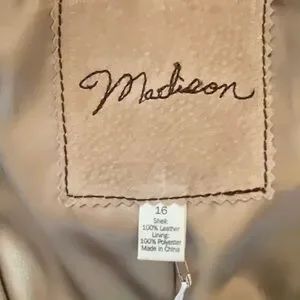 Madison
16
Shell:
100% Leather
Lining:
100% Polyester
Made in China